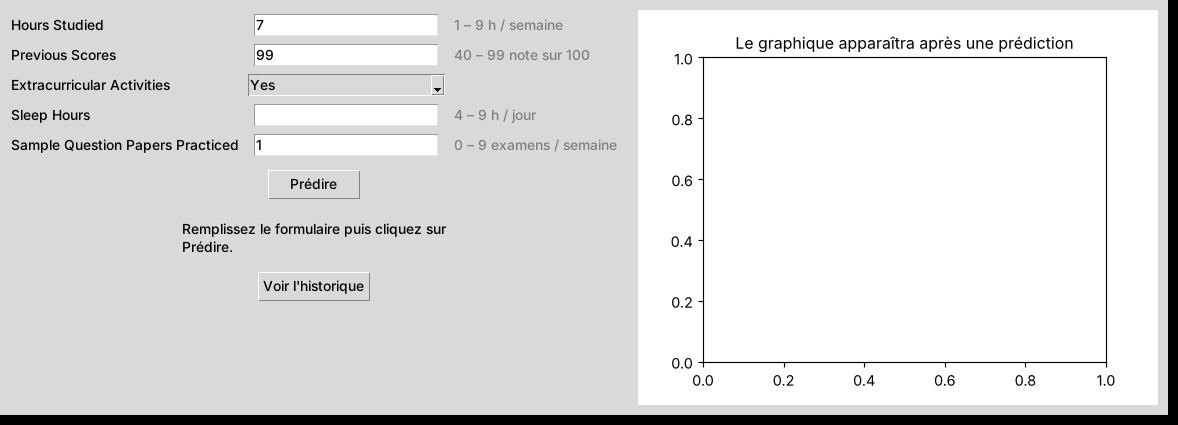 Hours Studied 7 1 – 9 h / semaine
Previous Scores 99 40 – 99 note sur 100
Extracurricular Activities Yes
Sleep Hours 4 – 9 h / jour
Sample Question Papers Practiced 1 0 – 9 examens / semaine
Prédire
Remplissez le formulaire puis cliquez sur
Prédire.
Voir l'historique
Le graphique apparaîtra après une prédiction
1.0
0.8
0.6
0.4
0.2
0.0
0.0 0.2 0.4 0.6 0.8 1.0